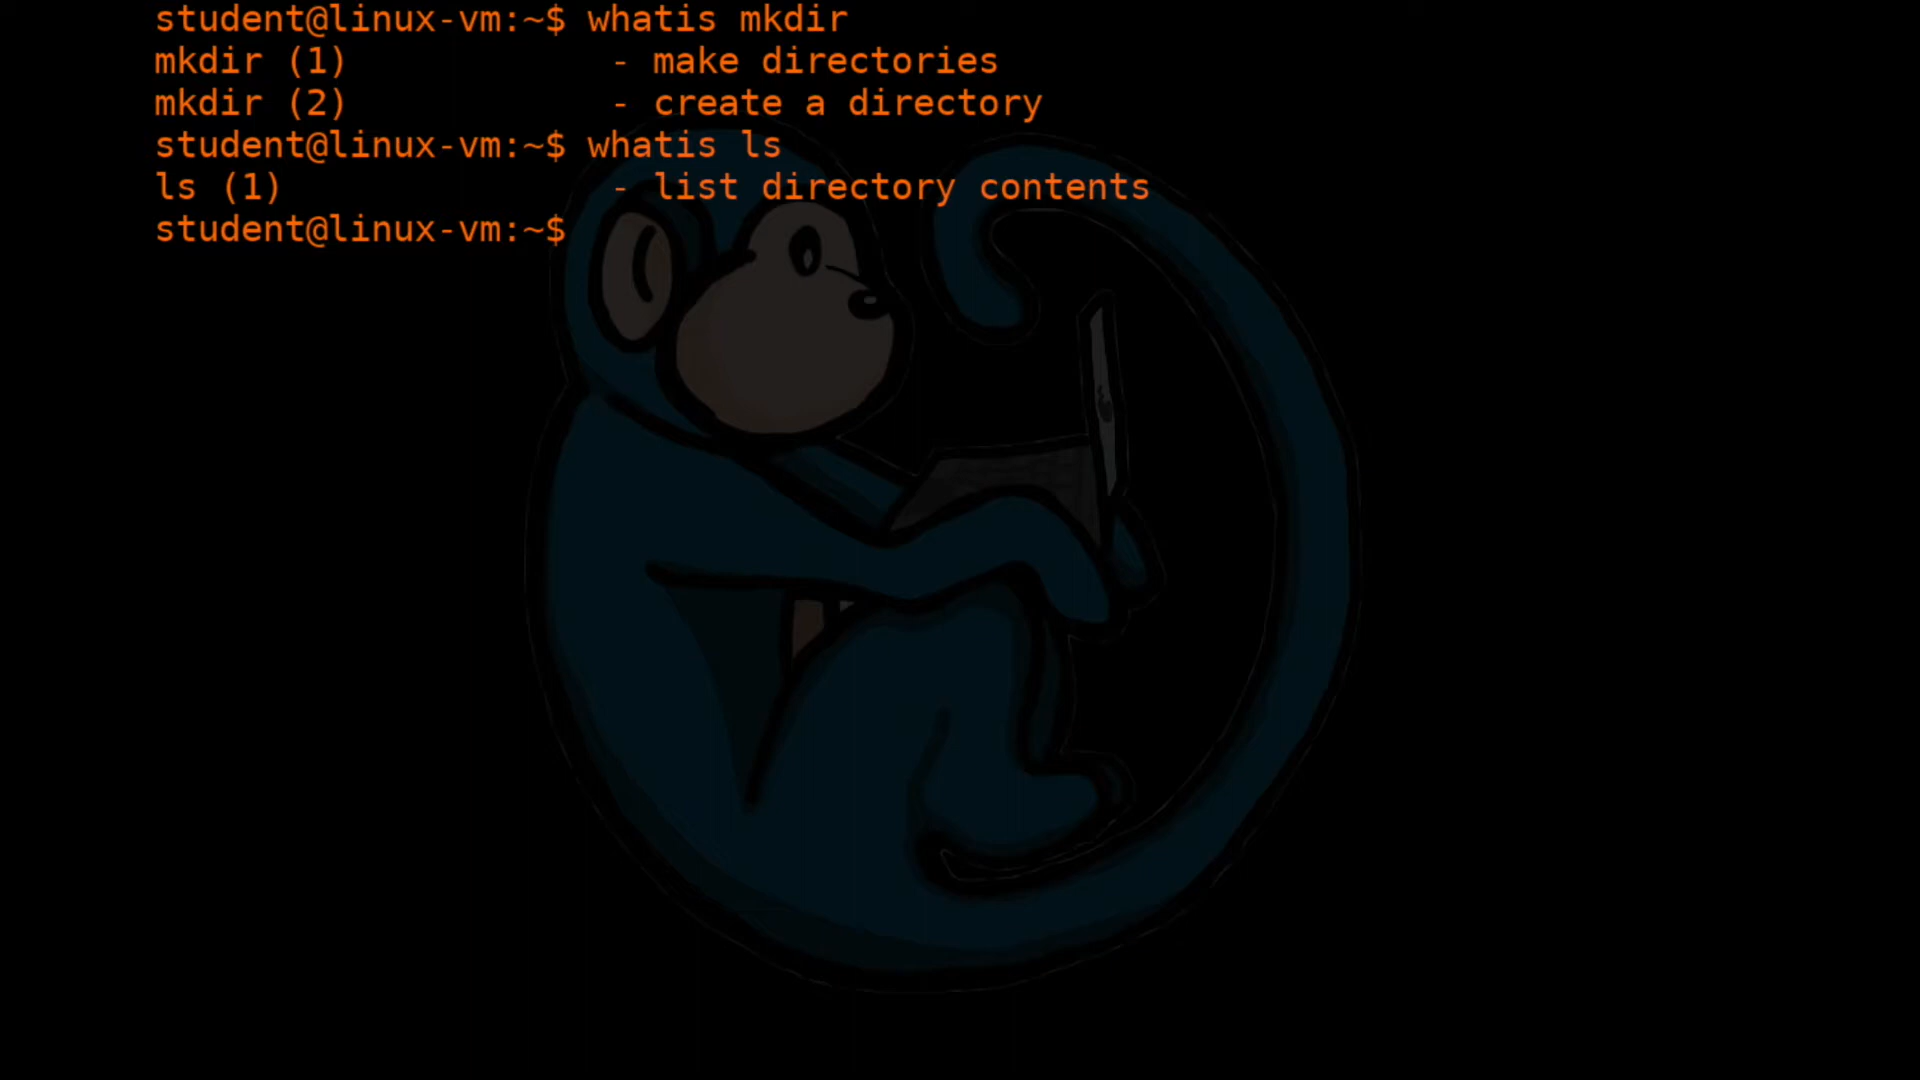 student@linux-vm:~$ whatis mkdir
mkdir (1)            - make directories
mkdir (2)            - create a directory
student@linux-vm:~$ whatis ls
ls (1)               - list directory contents
student@linux-vm:~$